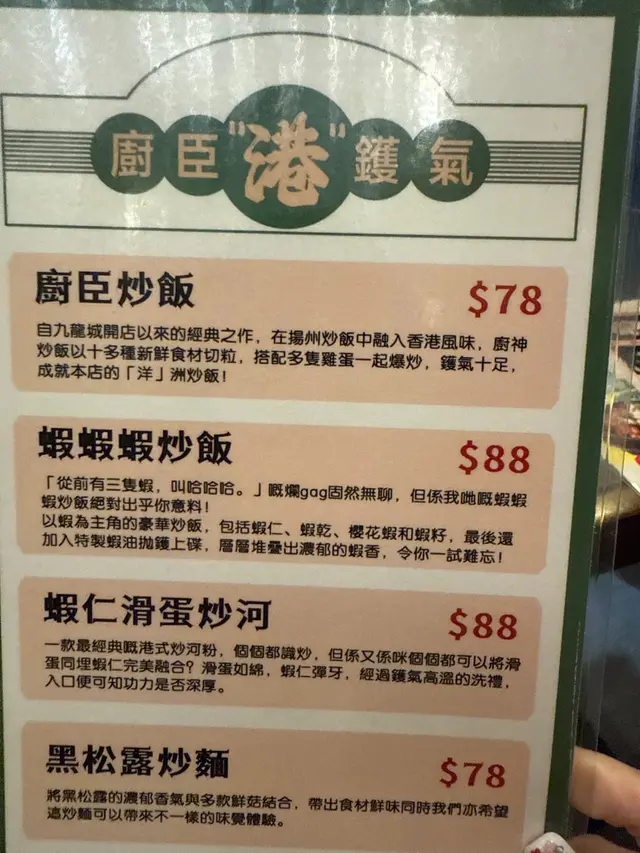 廚臣"港"鑊氣
廚臣炒飯
$78
自九龍城開店以來的經典之作，在揚州炒飯中融入香港風味，廚神
炒飯以十多種新鮮食材切粒，搭配多隻雞蛋一起爆炒，鑊氣十足，
成就本店的「洋」洲炒飯！
蝦蝦蝦炒飯
$88
「從前有三隻蝦，叫哈哈哈。」嘅爛gag固然無聊，但係我哋嘅蝦蝦
蝦炒飯絕對出乎你意料！
以蝦為主角的豪華炒飯，包括蝦仁、蝦乾、櫻花蝦和蝦籽，最後還
加入特製蝦油拋鑊上碟，層層堆疊出濃郁的蝦香，令你一試難忘！
蝦仁滑蛋炒河
$88
一款最經典嘅港式炒河粉，個個都識炒，但係又係咪個個都可以將滑
蛋同埋蝦仁完美融合？滑蛋如綿，蝦仁彈牙，經過鑊氣高溫的洗禮，
入口便可知功力是否深厚。
黑松露炒麵
$78
將黑松露的濃郁香氣與多款鮮菇結合，帶出食材鮮味同時我們亦希望
這炒麵可以帶來不一樣的味覺體驗。